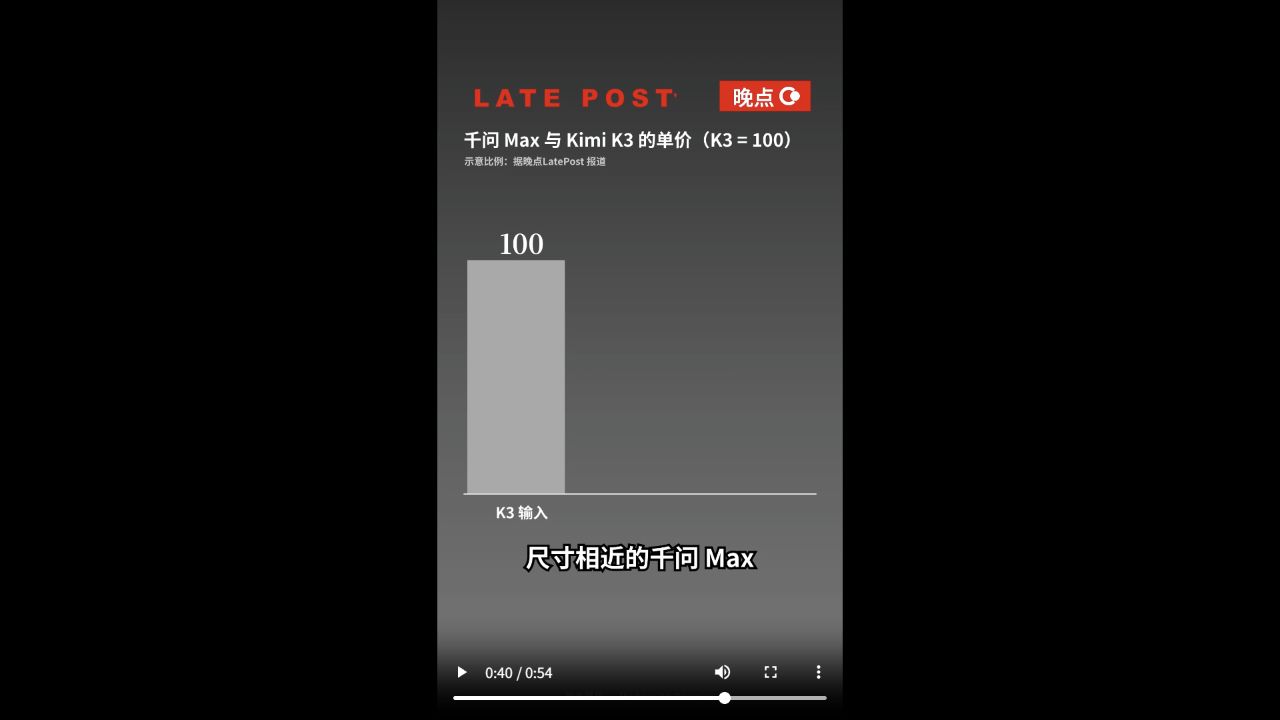 LATE POST
晚点
千问 Max 与 Kimi K3 的单价（K3 = 100）
示意比例：据晚点LatePost 报道
100
K3 输入
尺寸相近的千问 Max
0:40 / 0:54